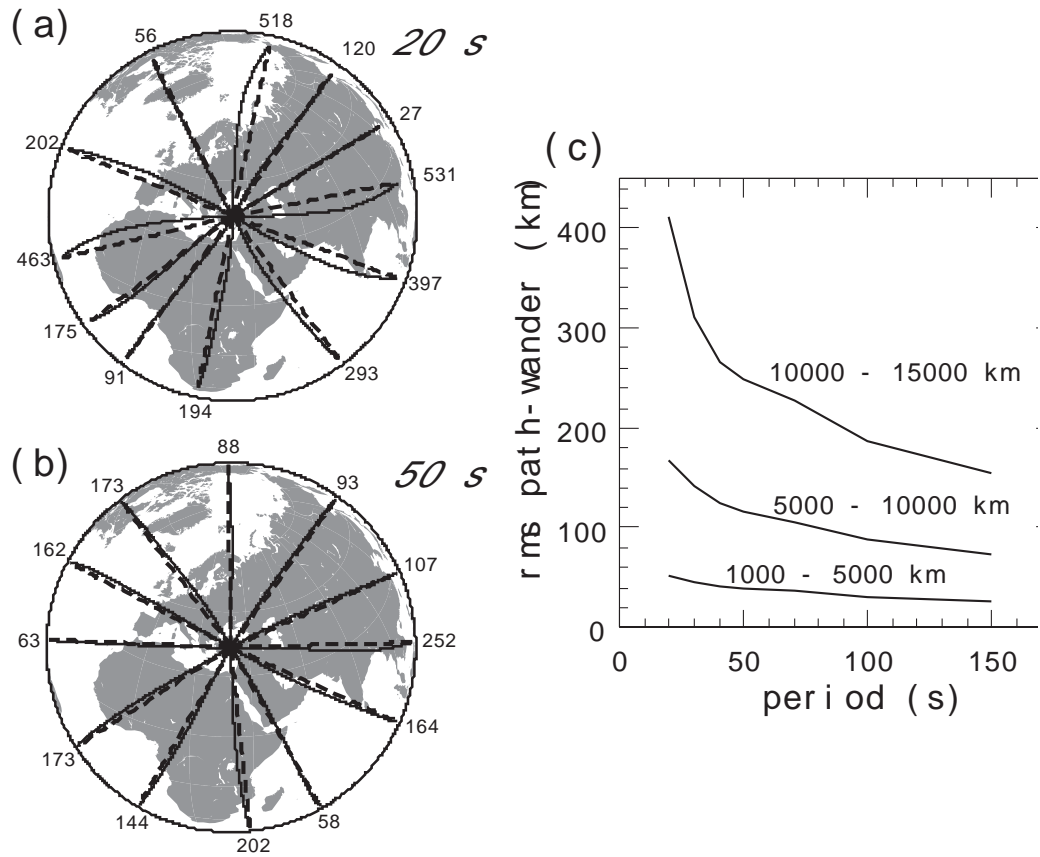 (a)
20 s
518
56
120
27
202
531
463
397
175
91
293
194
(b)
50 s
88
173
93
162
107
63
252
164
173
144
58
202
(c)
rms path-wander (km)
400
300
200
100
0
10000 - 15000 km
5000 - 10000 km
1000 - 5000 km
0 50 100 150
period (s)